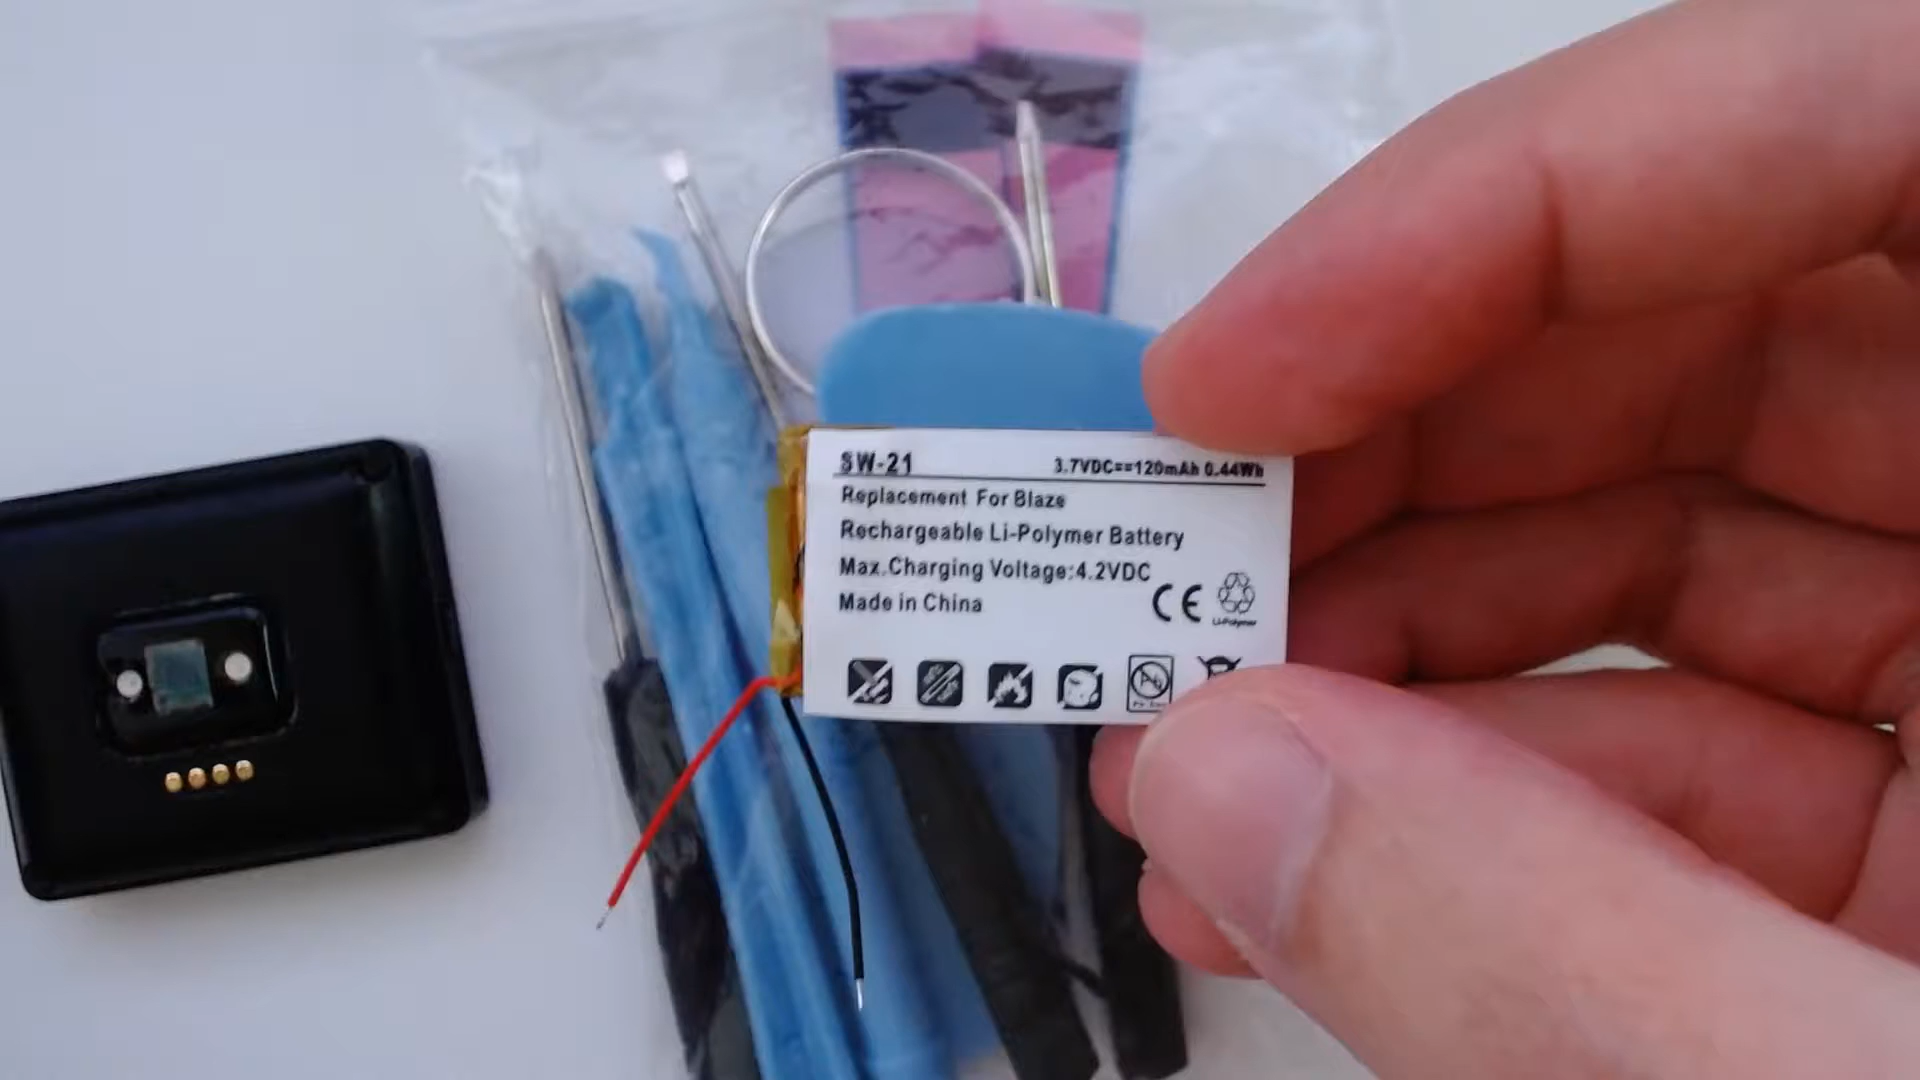 SW-21
3.7VDC==120mAh 0.44Wh
Replacement For Blaze
Rechargeable Li-Polymer Battery
Max.Charging Voltage:4.2VDC
Made in China
CE
Li-Polymer